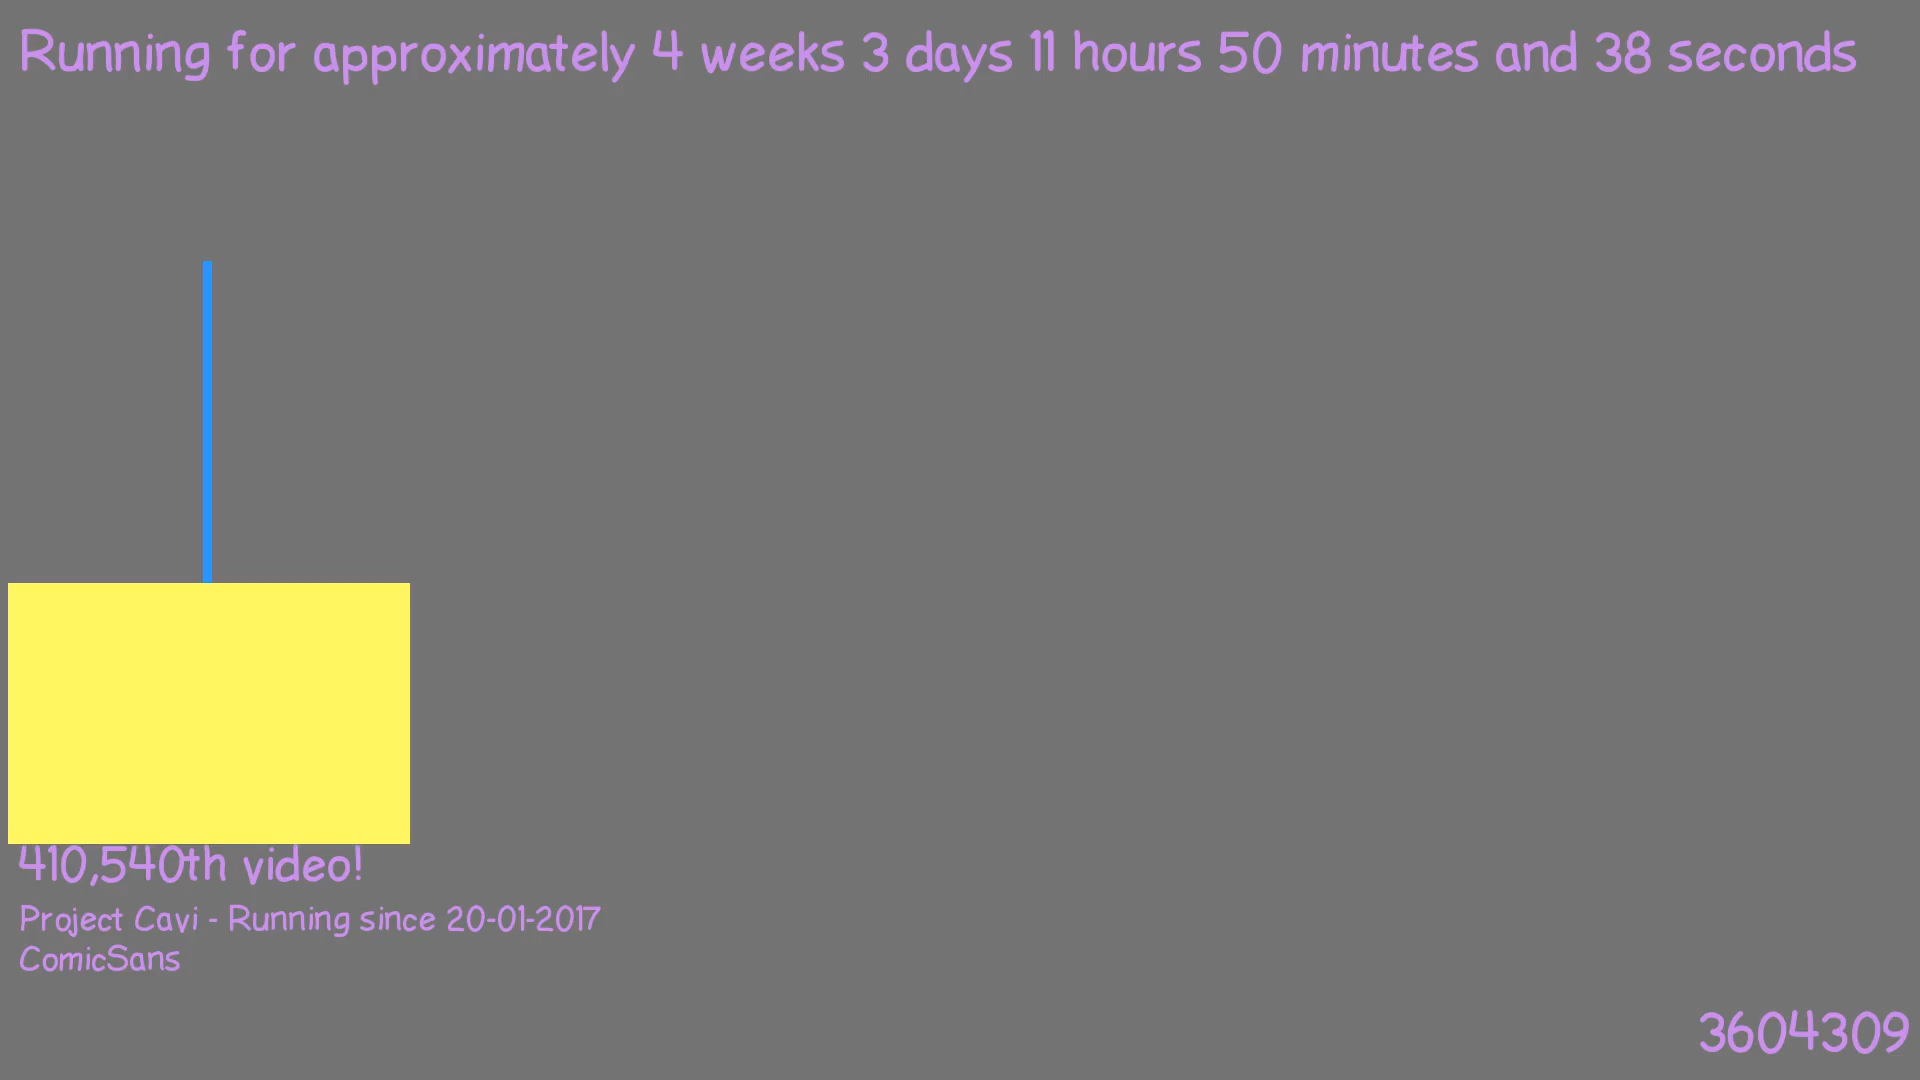 Running for approximately 4 weeks 3 days 11 hours 50 minutes and 38 seconds
410,540th video!
Project Cavi - Running since 20-01-2017
ComicSans
3604309